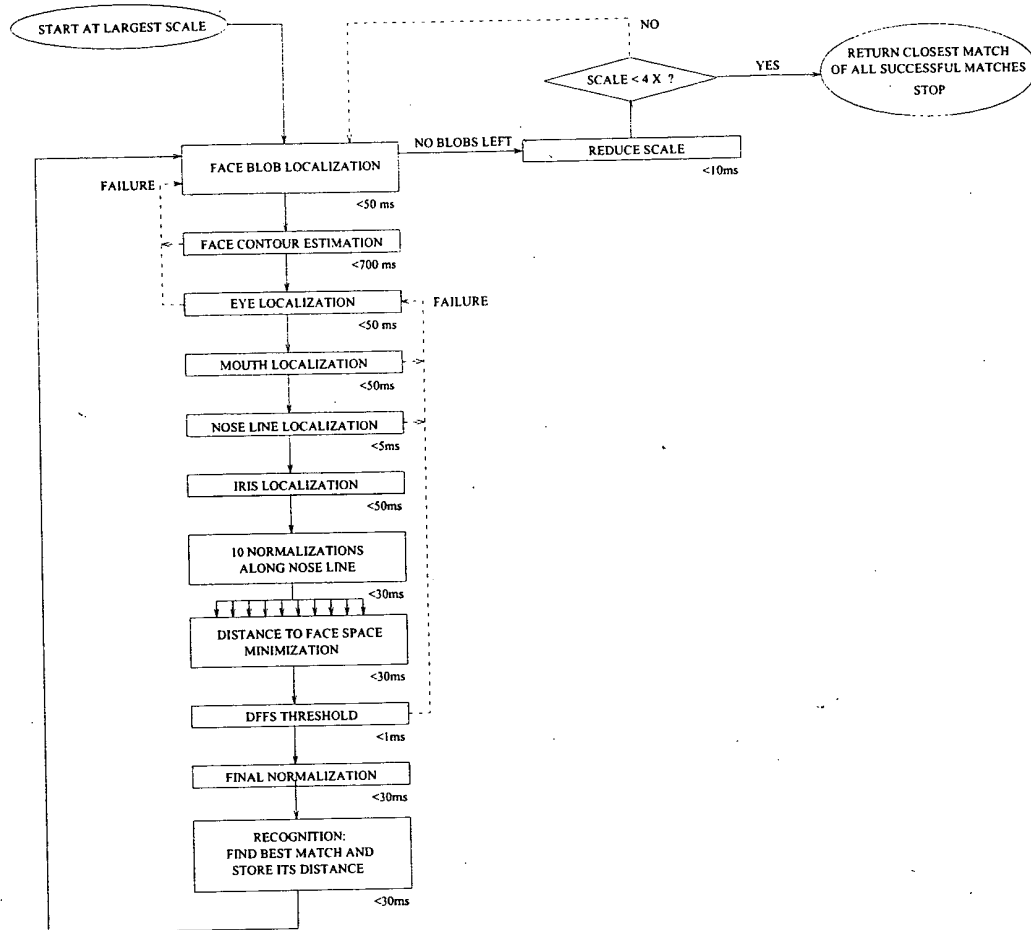 START AT LARGEST SCALE
NO
SCALE < 4 X ?
YES
RETURN CLOSEST MATCH
OF ALL SUCCESSFUL MATCHES
STOP
FACE BLOB LOCALIZATION
NO BLOBS LEFT
REDUCE SCALE
<10ms
FAILURE
<50 ms
FACE CONTOUR ESTIMATION
<700 ms
EYE LOCALIZATION
FAILURE
<50 ms
MOUTH LOCALIZATION
<50ms
NOSE LINE LOCALIZATION
<5ms
IRIS LOCALIZATION
<50ms
10 NORMALIZATIONS
ALONG NOSE LINE
<30ms
DISTANCE TO FACE SPACE
MINIMIZATION
<30ms
DFFS THRESHOLD
<1ms
FINAL NORMALIZATION
<30ms
RECOGNITION:
FIND BEST MATCH AND
STORE ITS DISTANCE
<30ms